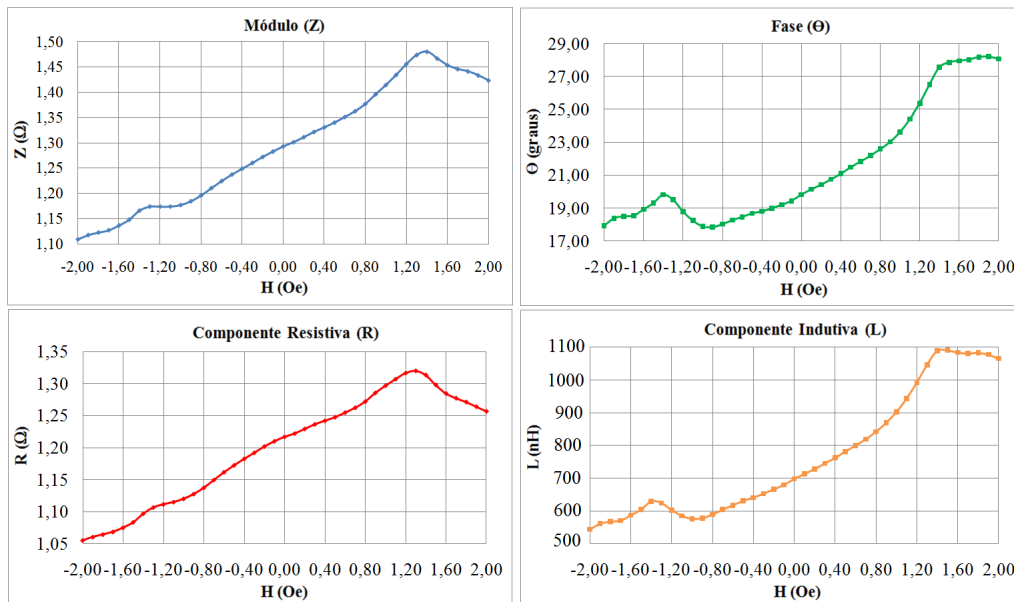 Módulo (Z)
Z (Ω)
1,50
1,45
1,40
1,35
1,30
1,25
1,20
1,15
1,10
-2,00 -1,60 -1,20 -0,80 -0,40 0,00 0,40 0,80 1,20 1,60 2,00
H (Oe)
Fase (Θ)
Θ (graus)
29,00
27,00
25,00
23,00
21,00
19,00
17,00
-2,00 -1,60 -1,20 -0,80 -0,40 0,00 0,40 0,80 1,20 1,60 2,00
H (Oe)
Componente Resistiva (R)
R (Ω)
1,35
1,30
1,25
1,20
1,15
1,10
1,05
-2,00 -1,60 -1,20 -0,80 -0,40 0,00 0,40 0,80 1,20 1,60 2,00
H (Oe)
Componente Indutiva (L)
L (nH)
1100
1000
900
800
700
600
500
-2,00 -1,60 -1,20 -0,80 -0,40 0,00 0,40 0,80 1,20 1,60 2,00
H (Oe)